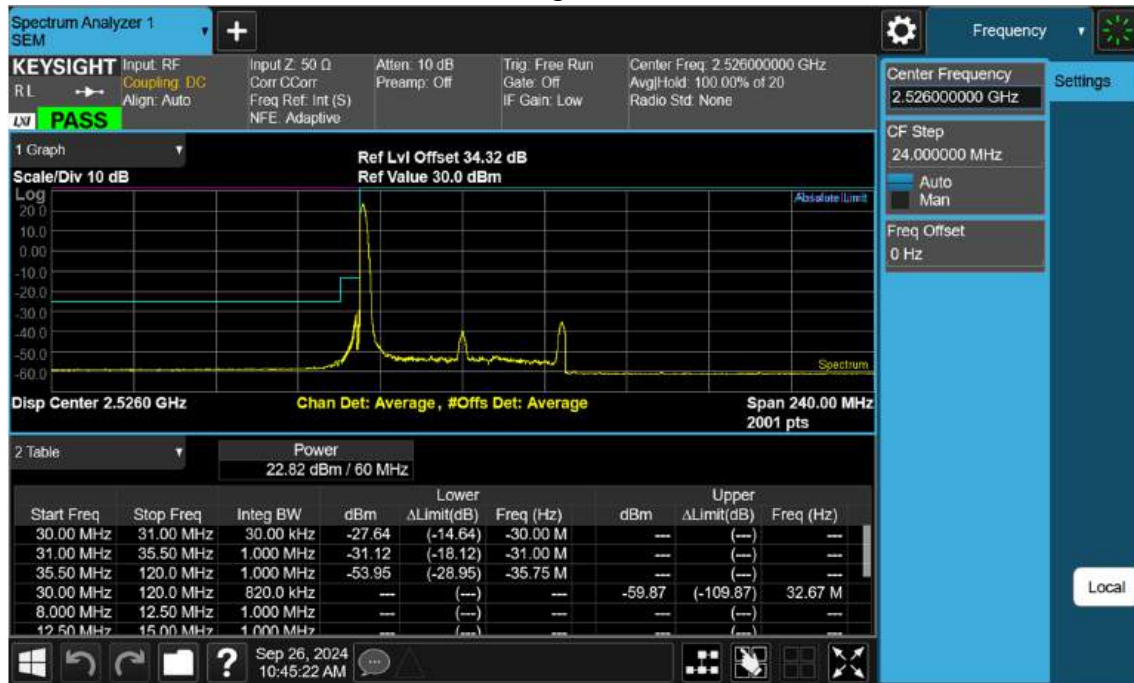 Spectrum Analyzer 1
SEM
Frequency
KEYSIGHT
Input: RF
Coupling: DC
Align: Auto
Input Z: 50 Ω
Corr CCorr
Freq Ref: Int (S)
NFE: Adaptive
Atten: 10 dB
Preamp: Off
Trig: Free Run
Gate: Off
IF Gain: Low
Center Freq: 2.526000000 GHz
Avg|Hold: 100.00% of 20
Radio Std: None
R L
LXI
PASS
Center Frequency
2.526000000 GHz
Settings
CF Step
24.000000 MHz
Auto
Man
Freq Offset
0 Hz
1 Graph
Scale/Div 10 dB
Ref Lvl Offset 34.32 dB
Ref Value 30.0 dBm
Log
Absolute Limit
20.0
10.0
0.00
-10.0
-20.0
-30.0
-40.0
-50.0
-60.0
Spectrum
Disp Center 2.5260 GHz
Chan Det: Average, #Offs Det: Average
Span 240.00 MHz
2001 pts
2 Table
Power
22.82 dBm / 60 MHz
Lower Upper
Start Freq Stop Freq Integ BW dBm ΔLimit(dB) Freq (Hz) dBm ΔLimit(dB) Freq (Hz)
30.00 MHz 31.00 MHz 30.00 kHz -27.64 (-14.64) -30.00 M --- (---) ---
31.00 MHz 35.50 MHz 1.000 MHz -31.12 (-18.12) -31.00 M --- (---) ---
35.50 MHz 120.0 MHz 1.000 MHz -53.95 (-28.95) -35.75 M --- (---) ---
30.00 MHz 120.0 MHz 820.0 kHz --- (---) --- -59.87 (-109.87) 32.67 M
8.000 MHz 12.50 MHz 1.000 MHz --- (---) --- --- (---) ---
12.50 MHz 15.00 MHz 1.000 MHz --- (---) --- --- (---) ---
Local
?
Sep 26, 2024
10:45:22 AM